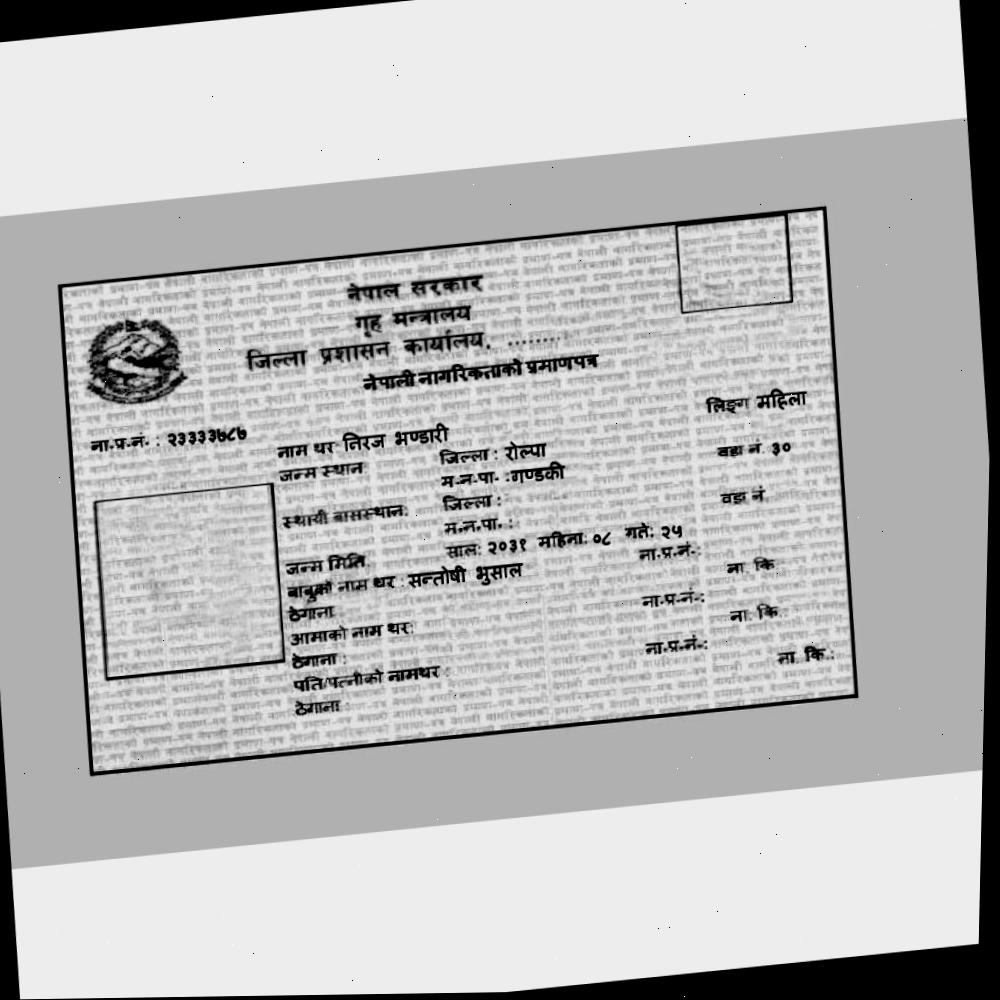 नेपाल सरकार
गृह मन्त्रालय
जिल्ला प्रशासन कार्यालय, ........
नेपाली नागरिकताको प्रमाणपत्र
लिङ्ग महिला
ना.प्र.नं. : २३३३३७८७
नाम थर तिरज भण्डारी
जन्म स्थान जिल्ला : रोल्पा वडा नं. ३०
म.न.पा. : गण्डकी
स्थायी बासस्थान: जिल्ला : वडा नं.
म.न.पा. :
जन्म मिति: साल: २०३१ महिना: ०८ गते: २५
बाबुको नाम थर : सन्तोषी भुसाल ना.प्र.नं.:
ठेगाना ना. कि.
आमाको नाम थर: ना.प्र.नं.:
ठेगाना : ना. कि.:
पति/पत्नीको नामथर : ना.प्र.नं.:
ठेगाना : ना. कि.: